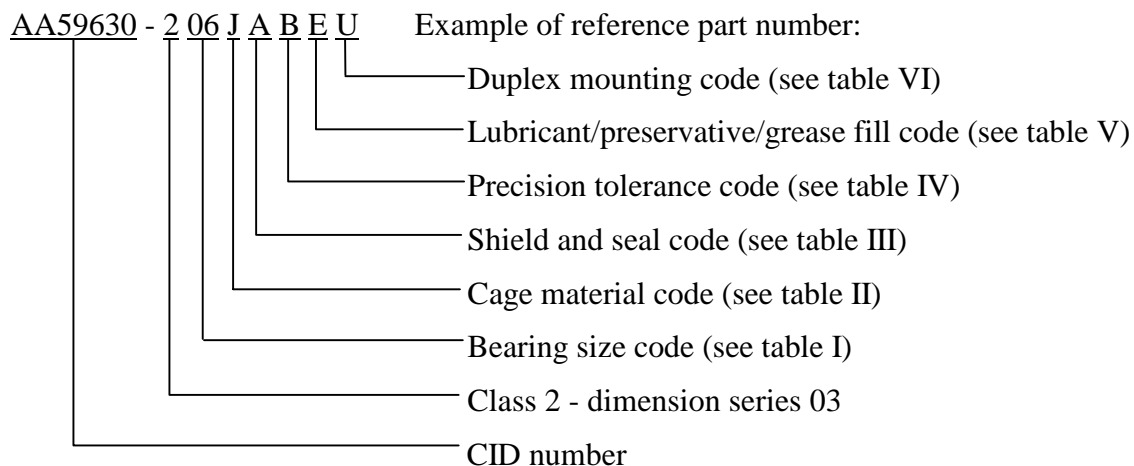 AA59630 - 2 06 J A B E U Example of reference part number:
Duplex mounting code (see table VI)
Lubricant/preservative/grease fill code (see table V)
Precision tolerance code (see table IV)
Shield and seal code (see table III)
Cage material code (see table II)
Bearing size code (see table I)
Class 2 - dimension series 03
CID number